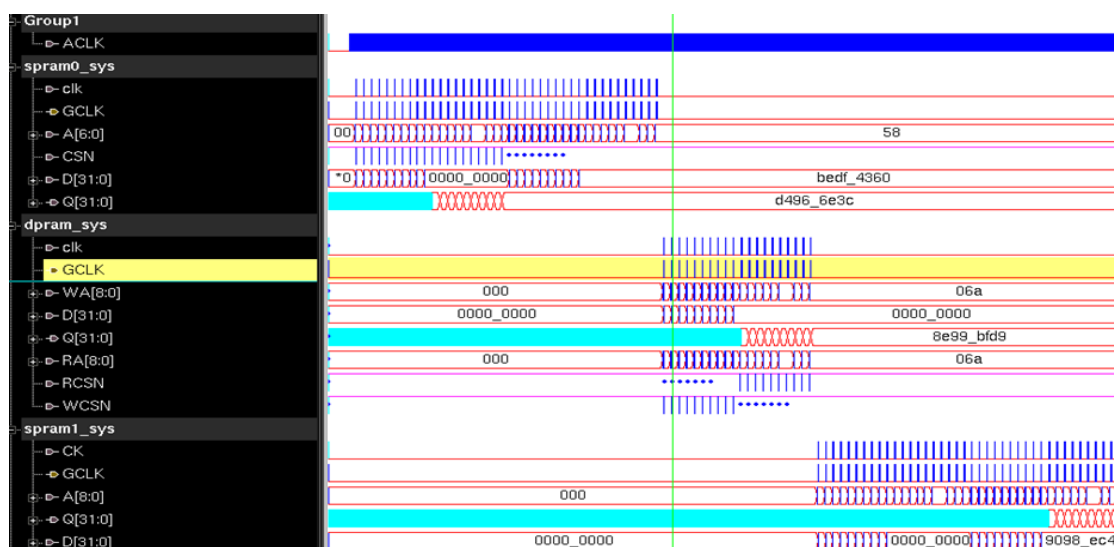 Group1
ACLK
spram0_sys
clk
GCLK
A[6:0] 00 58
CSN
D[31:0] *0 0000_0000 bedf_4360
Q[31:0] d496_6e3c
dpram_sys
clk
GCLK
WA[8:0] 000 06a
D[31:0] 0000_0000 0000_0000
Q[31:0] 8e99_bfd9
RA[8:0] 000 06a
RCSN
WCSN
spram1_sys
CK
GCLK
A[8:0] 000
Q[31:0]
D[31:0] 0000_0000 0000_0000 9098_ec4